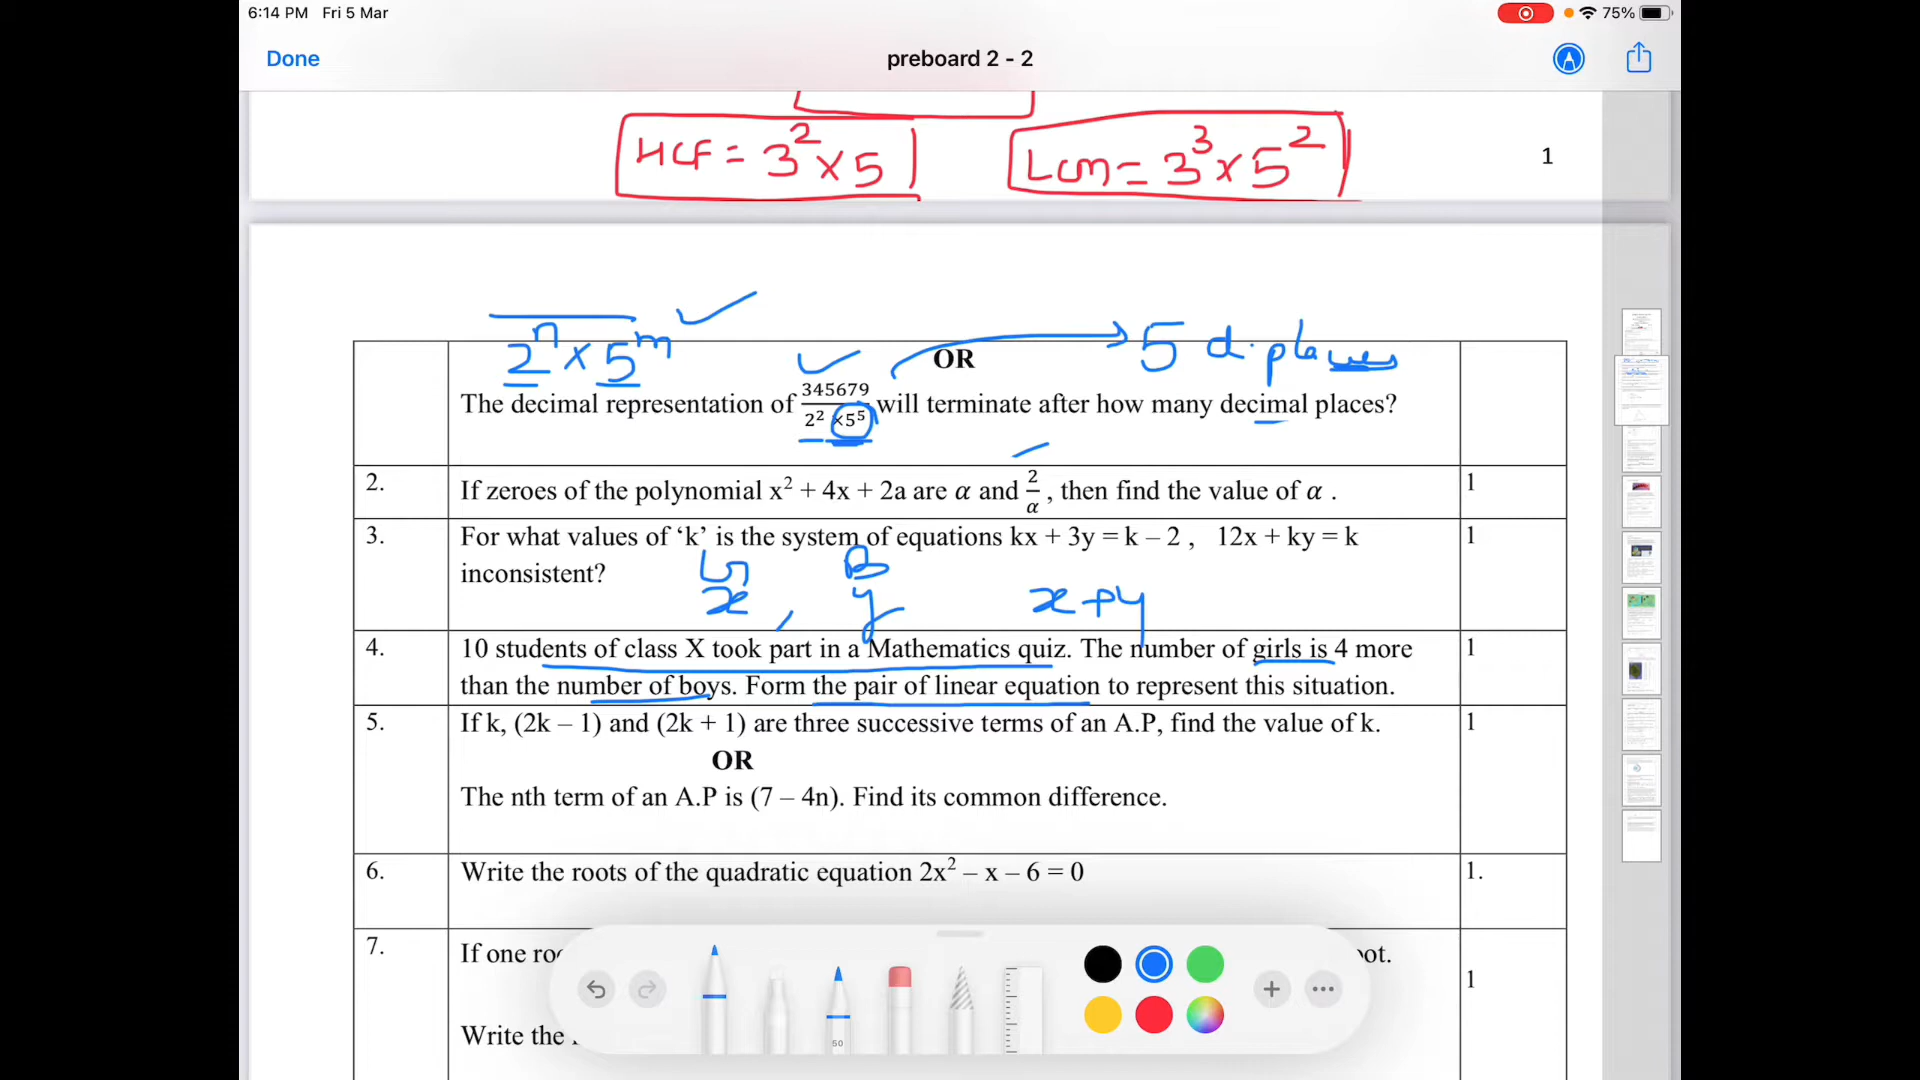 6:14 PM Fri 5 Mar 75%
Done preboard 2 - 2
HCF = 3² × 5 LCM = 3³ × 5² 1
2ⁿ × 5ᵐ
OR 5 d. places
The decimal representation of 345679 / 2² ×5⁵ will terminate after how many decimal places?
2. If zeroes of the polynomial x² + 4x + 2a are α and 2/α , then find the value of α . 1
3. For what values of ‘k’ is the system of equations kx + 3y = k – 2 , 12x + ky = k 1
inconsistent? G B
x , y x + y
4. 10 students of class X took part in a Mathematics quiz. The number of girls is 4 more 1
than the number of boys. Form the pair of linear equation to represent this situation.
5. If k, (2k – 1) and (2k + 1) are three successive terms of an A.P, find the value of k. 1
OR
The nth term of an A.P is (7 – 4n). Find its common difference.
6. Write the roots of the quadratic equation 2x² – x – 6 = 0 1.
7. If one ot.
1
Write the
50